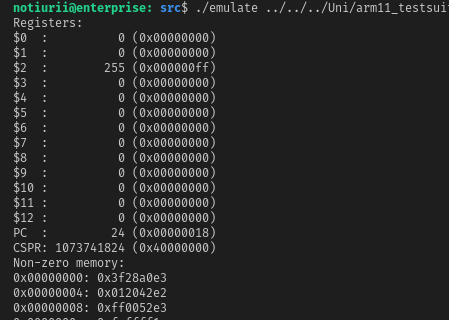 notiurii@enterprise: src$ ./emulate ../../../Uni/arm11_testsuit
Registers:
$0  :          0 (0x00000000)
$1  :          0 (0x00000000)
$2  :        255 (0x000000ff)
$3  :          0 (0x00000000)
$4  :          0 (0x00000000)
$5  :          0 (0x00000000)
$6  :          0 (0x00000000)
$7  :          0 (0x00000000)
$8  :          0 (0x00000000)
$9  :          0 (0x00000000)
$10 :          0 (0x00000000)
$11 :          0 (0x00000000)
$12 :          0 (0x00000000)
PC  :         24 (0x00000018)
CSPR: 1073741824 (0x40000000)
Non-zero memory:
0x00000000: 0x3f28a0e3
0x00000004: 0x012042e2
0x00000008: 0xff0052e3